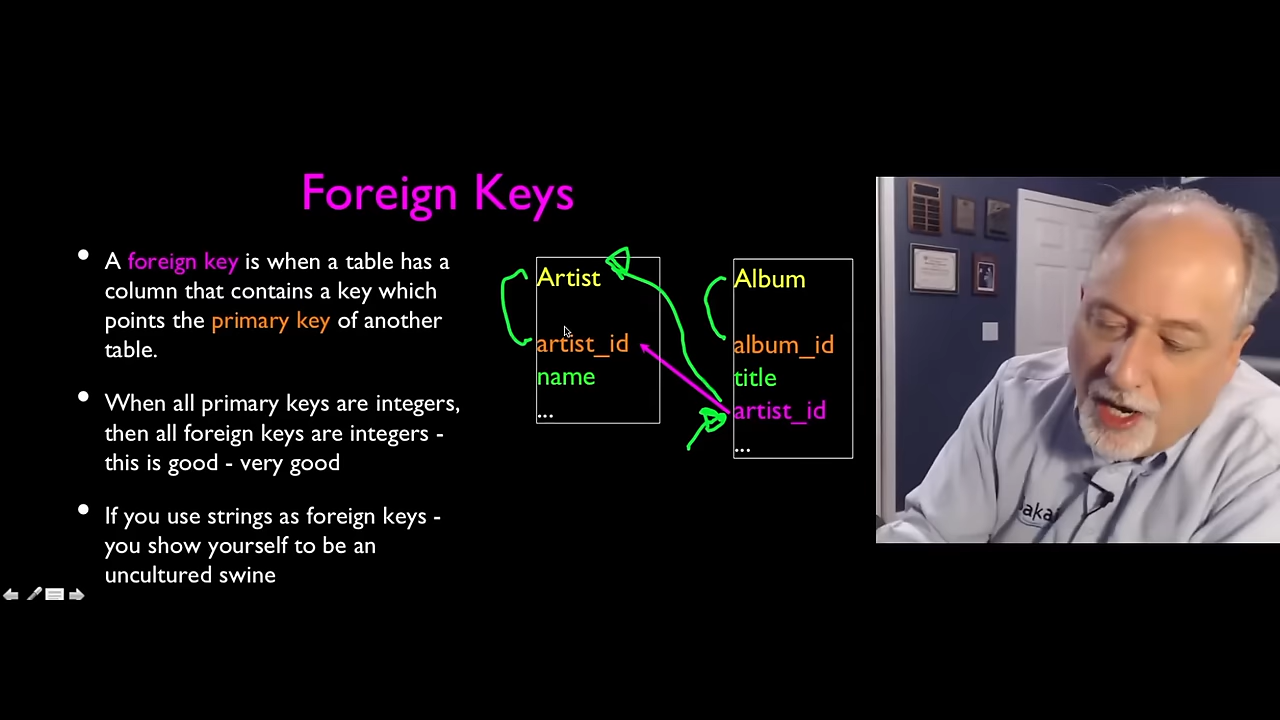 Foreign Keys
• A foreign key is when a table has a
column that contains a key which
points the primary key of another
table.
• When all primary keys are integers,
then all foreign keys are integers -
this is good - very good
• If you use strings as foreign keys -
you show yourself to be an
uncultured swine
Artist
artist_id
name
...
Album
album_id
title
artist_id
...
akai